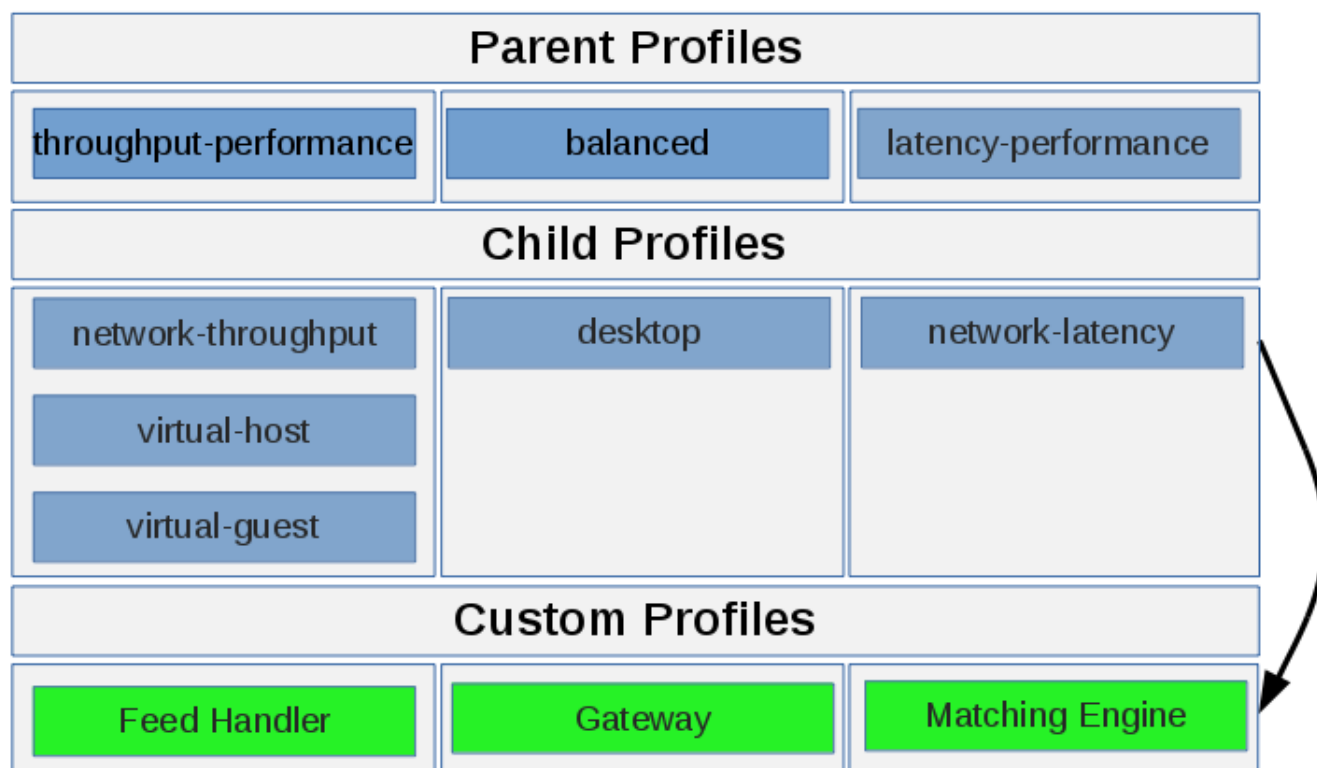 Parent Profiles
throughput-performance
balanced
latency-performance
Child Profiles
network-throughput
desktop
network-latency
virtual-host
virtual-guest
Custom Profiles
Feed Handler
Gateway
Matching Engine